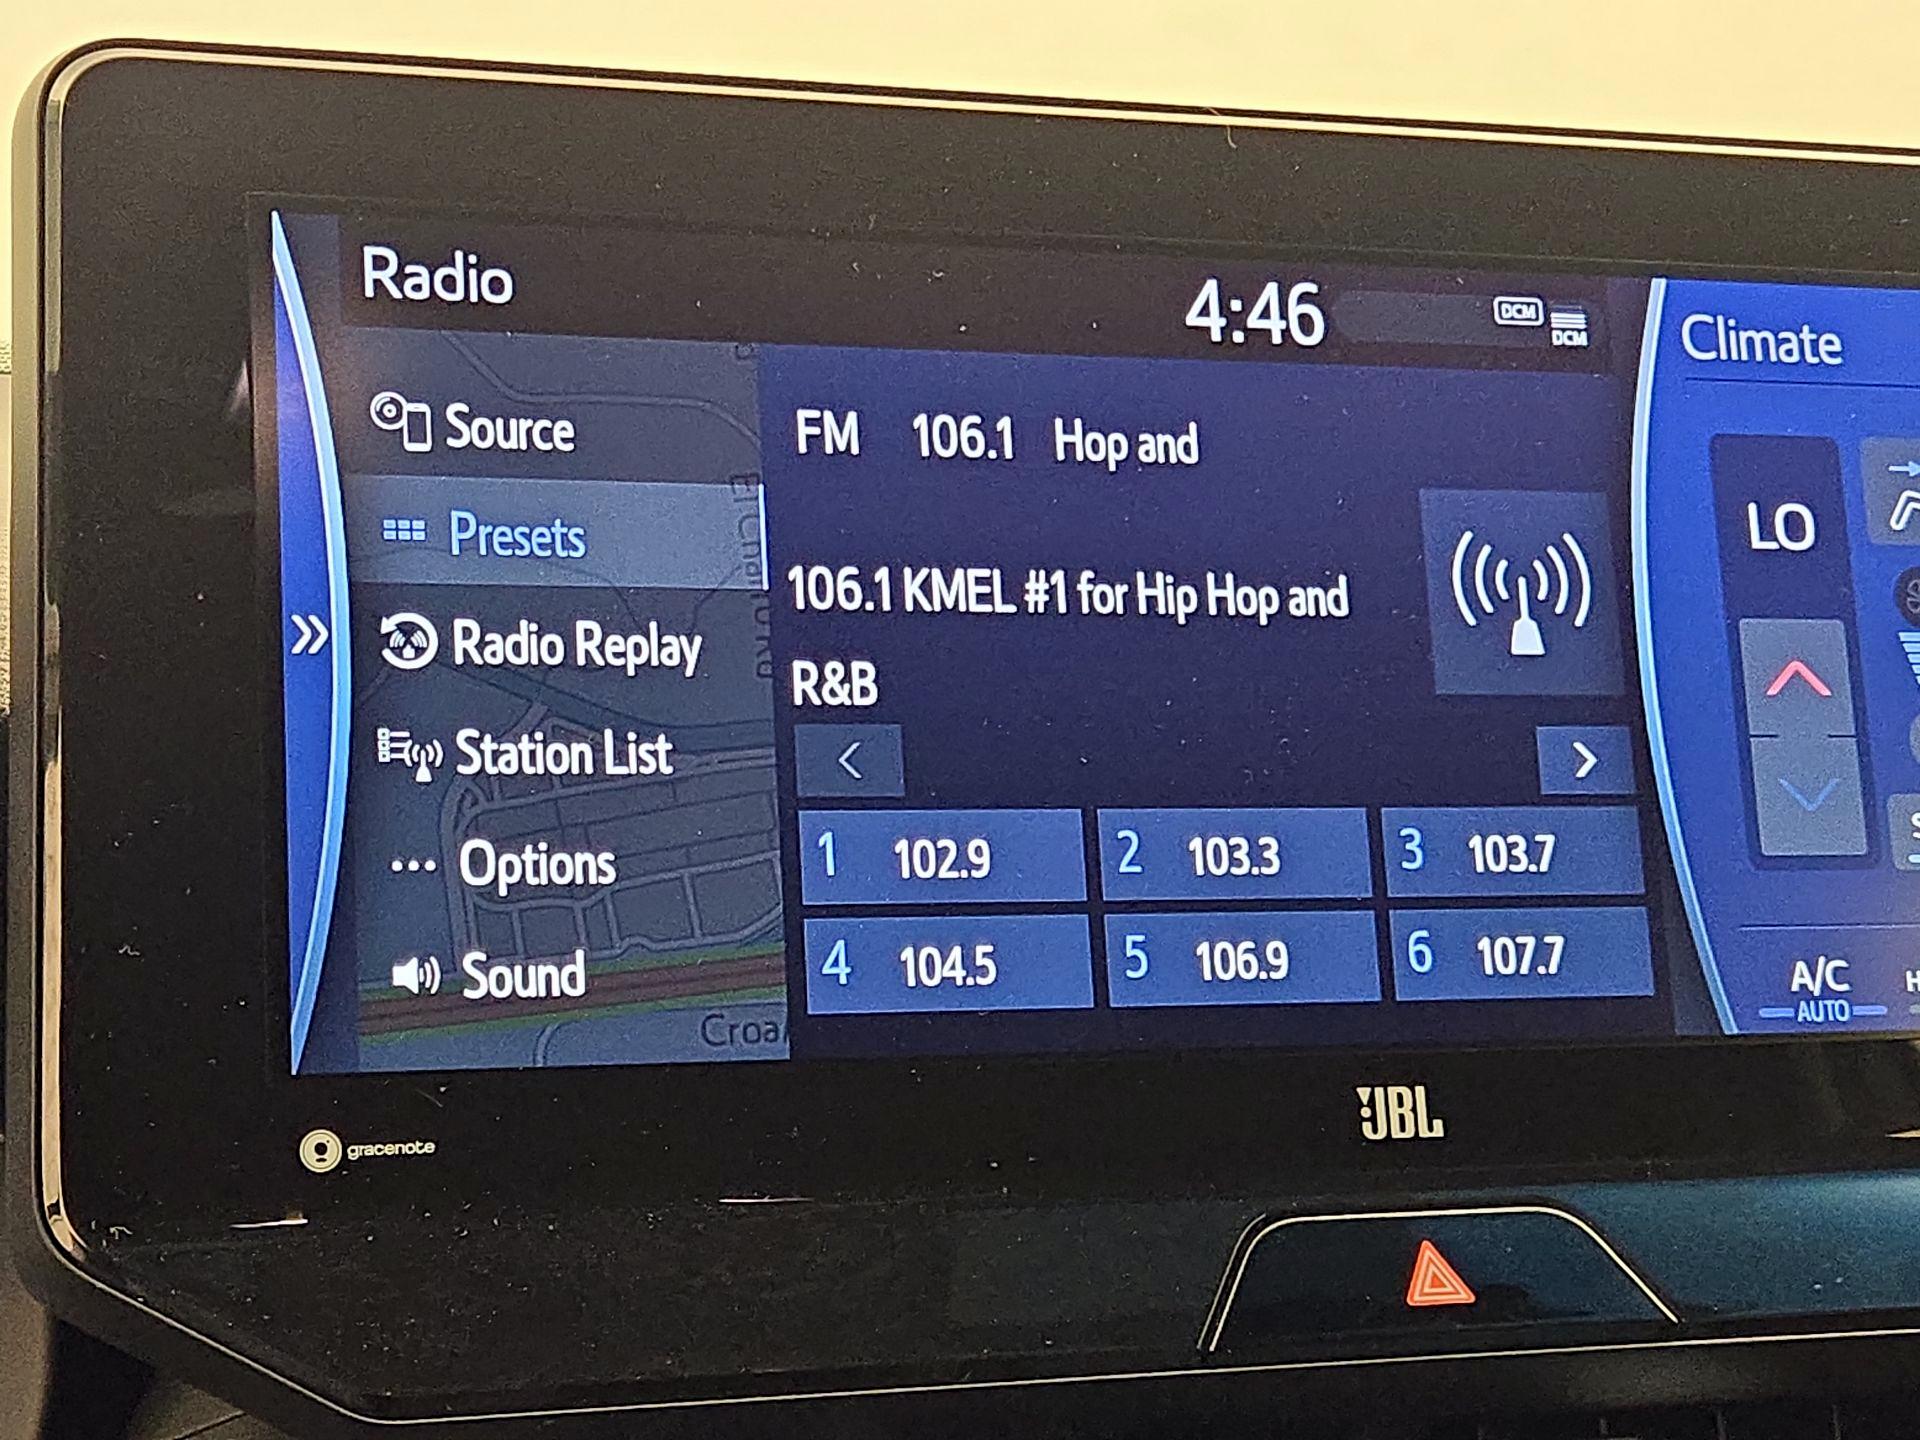 Radio
4:46
DCM
DCM
Climate
Source
Presets
Radio Replay
Station List
Options
Sound
FM 106.1 Hop and
106.1 KMEL #1 for Hip Hop and
R&B
1 102.9
2 103.3
3 103.7
4 104.5
5 106.9
6 107.7
LO
A/C
AUTO
JBL
gracenote